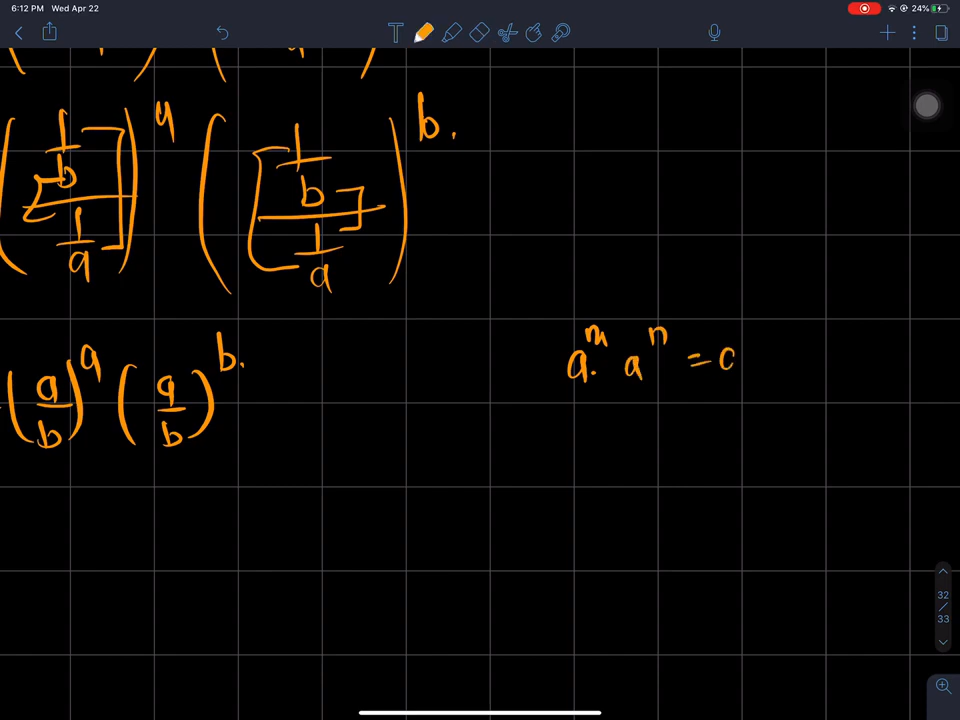 6:12 PM Wed Apr 22
24%
T
((1/b)/(1/a))^a ((1/b)/(1/a))^b.
(a/b)^a (a/b)^b.
a^m . a^n = c
32
/
33